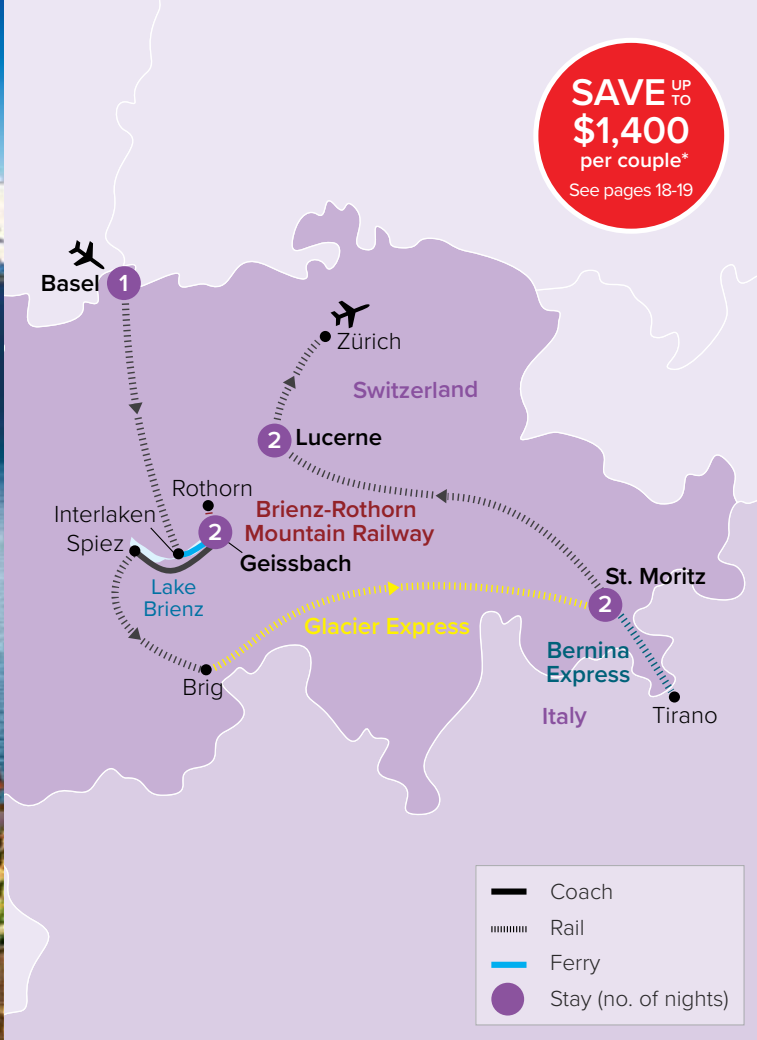 SAVE UP TO
$1,400
per couple*
See pages 18-19
Basel 1
Zürich
Switzerland
2 Lucerne
Rothorn
Interlaken
Brienz-Rothorn
Mountain Railway
2
Spiez
Geissbach
Lake
Brienz
St. Moritz
2
Glacier Express
Bernina
Express
Brig
Italy
Tirano
Coach
Rail
Ferry
Stay (no. of nights)